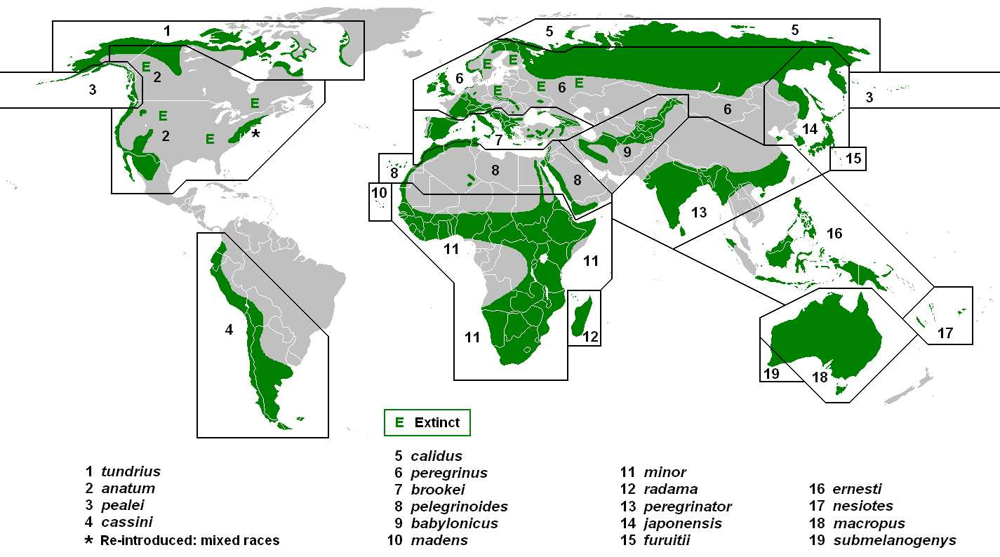 1
5
5
E
E
E
2
3
6
E
E
6
E
3
E
6
E
2
*
E
14
7
9
15
8
8
8
10
13
16
11
11
4
12
11
17
19
18
E Extinct
1 tundrius
2 anatum
3 pealei
4 cassini
* Re-introduced: mixed races
5 calidus
6 peregrinus
7 brookei
8 pelegrinoides
9 babylonicus
10 madens
11 minor
12 radama
13 peregrinator
14 japonensis
15 furuitii
16 ernesti
17 nesiotes
18 macropus
19 submelanogenys